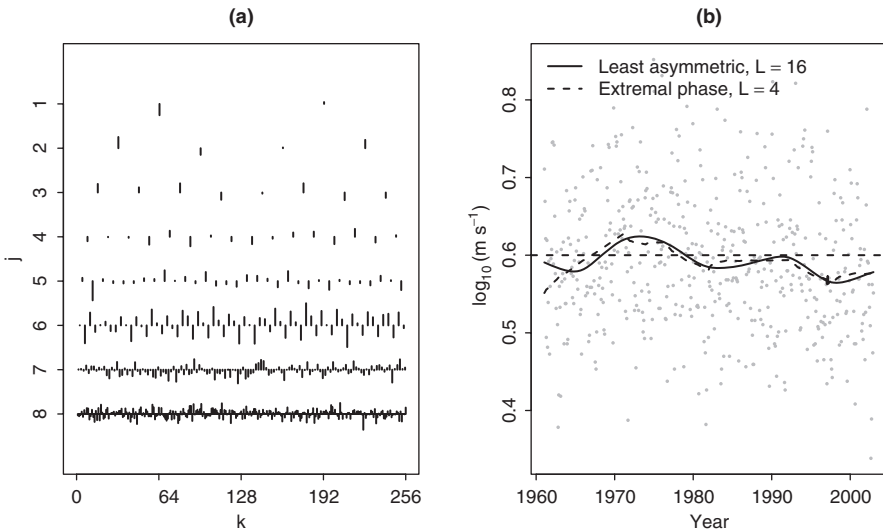 (a)
j
1
2
3
4
5
6
7
8
0 64 128 192 256
k
(b)
Least asymmetric, L = 16
Extremal phase, L = 4
log₁₀ (m s⁻¹)
0.8
0.7
0.6
0.5
0.4
1960 1970 1980 1990 2000
Year